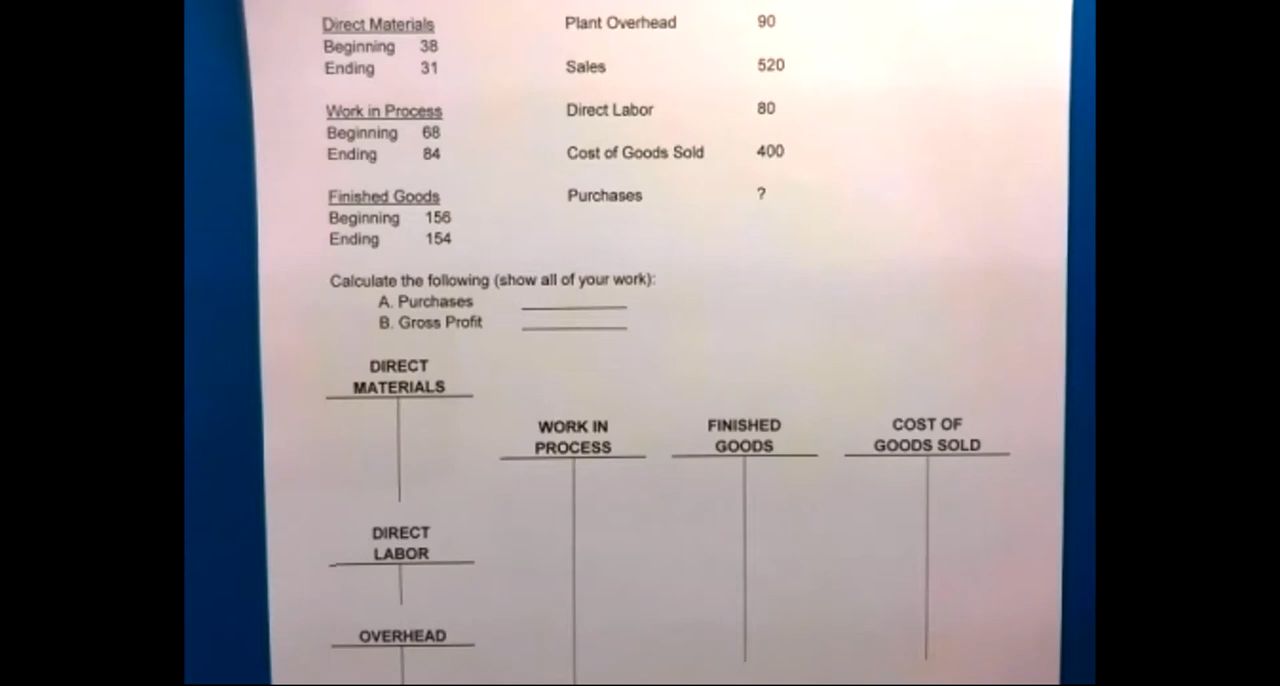 Direct Materials
Beginning 38
Ending 31
Work in Process
Beginning 68
Ending 84
Finished Goods
Beginning 156
Ending 154
Plant Overhead 90
Sales 520
Direct Labor 80
Cost of Goods Sold 400
Purchases ?
Calculate the following (show all of your work):
A. Purchases
B. Gross Profit
DIRECT
MATERIALS
WORK IN
PROCESS
FINISHED
GOODS
COST OF
GOODS SOLD
DIRECT
LABOR
OVERHEAD